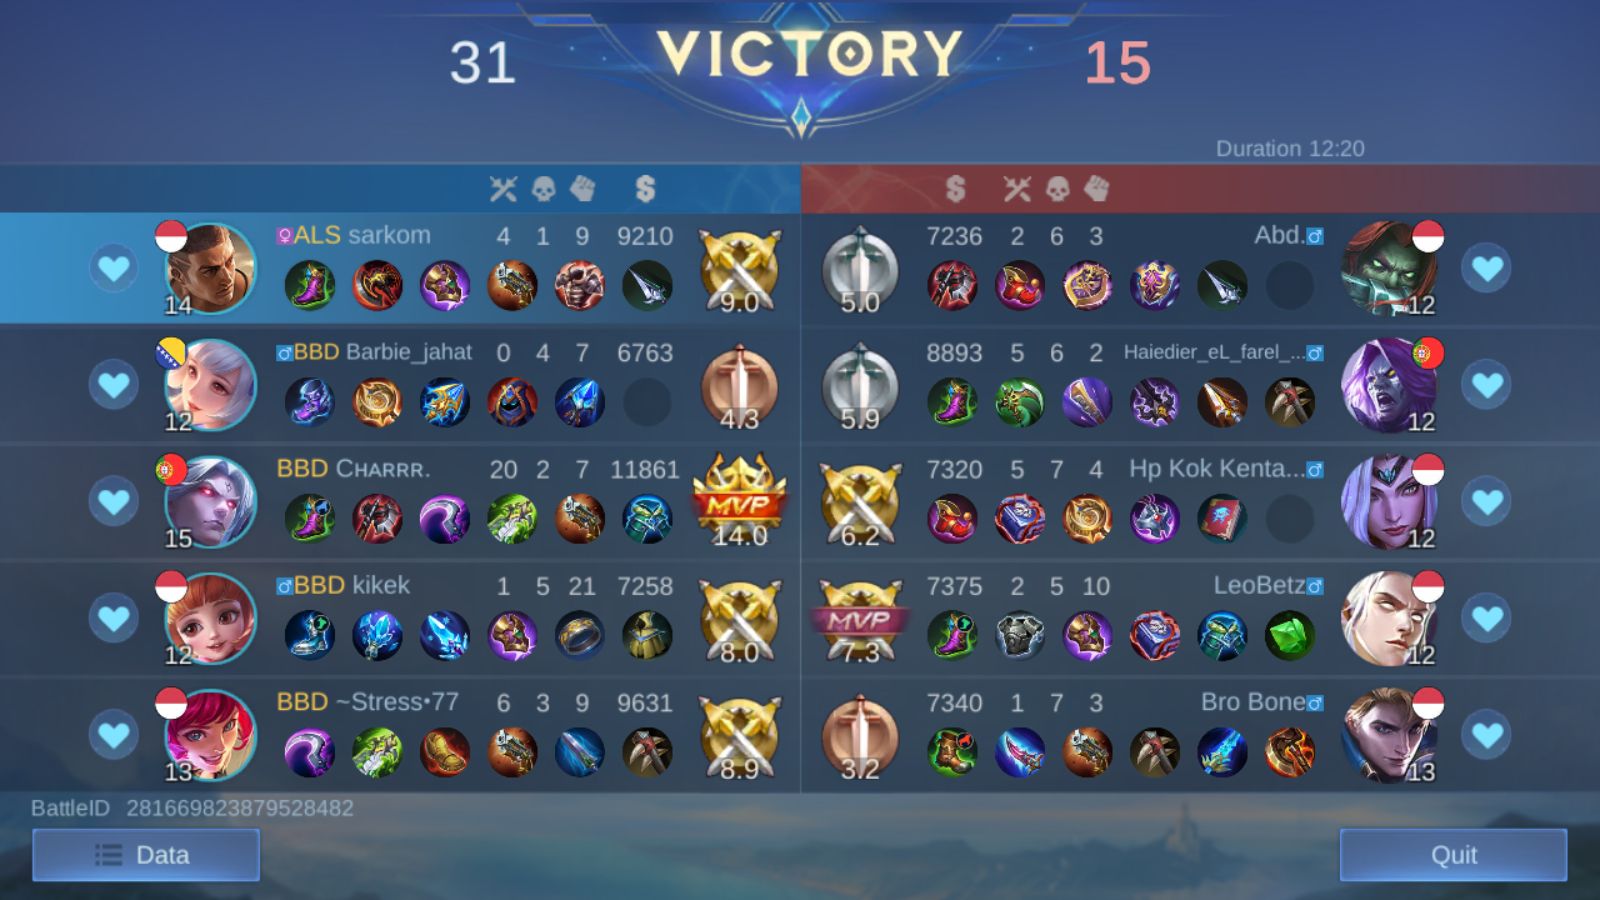 31 VICTORY 15
Duration 12:20
ALS sarkom 4 1 9 9210
14 9.0
5.0 7236 2 6 3 Abd.
12
BBD Barbie_jahat 0 4 7 6763
12 4.3
5.9 8893 5 6 2 Haiedier_eL_farel_...
12
BBD Cʜᴀʀʀʀ. 20 2 7 11861
15 MVP 14.0
6.2 7320 5 7 4 Hp Kok Kenta...
12
BBD kikek 1 5 21 7258
12 8.0
MVP 7.3 7375 2 5 10 LeoBetz
12
BBD ~Stress•77 6 3 9 9631
13 8.9
3.2 7340 1 7 3 Bro Bone
13
BattleID 281669823879528482
Data
Quit